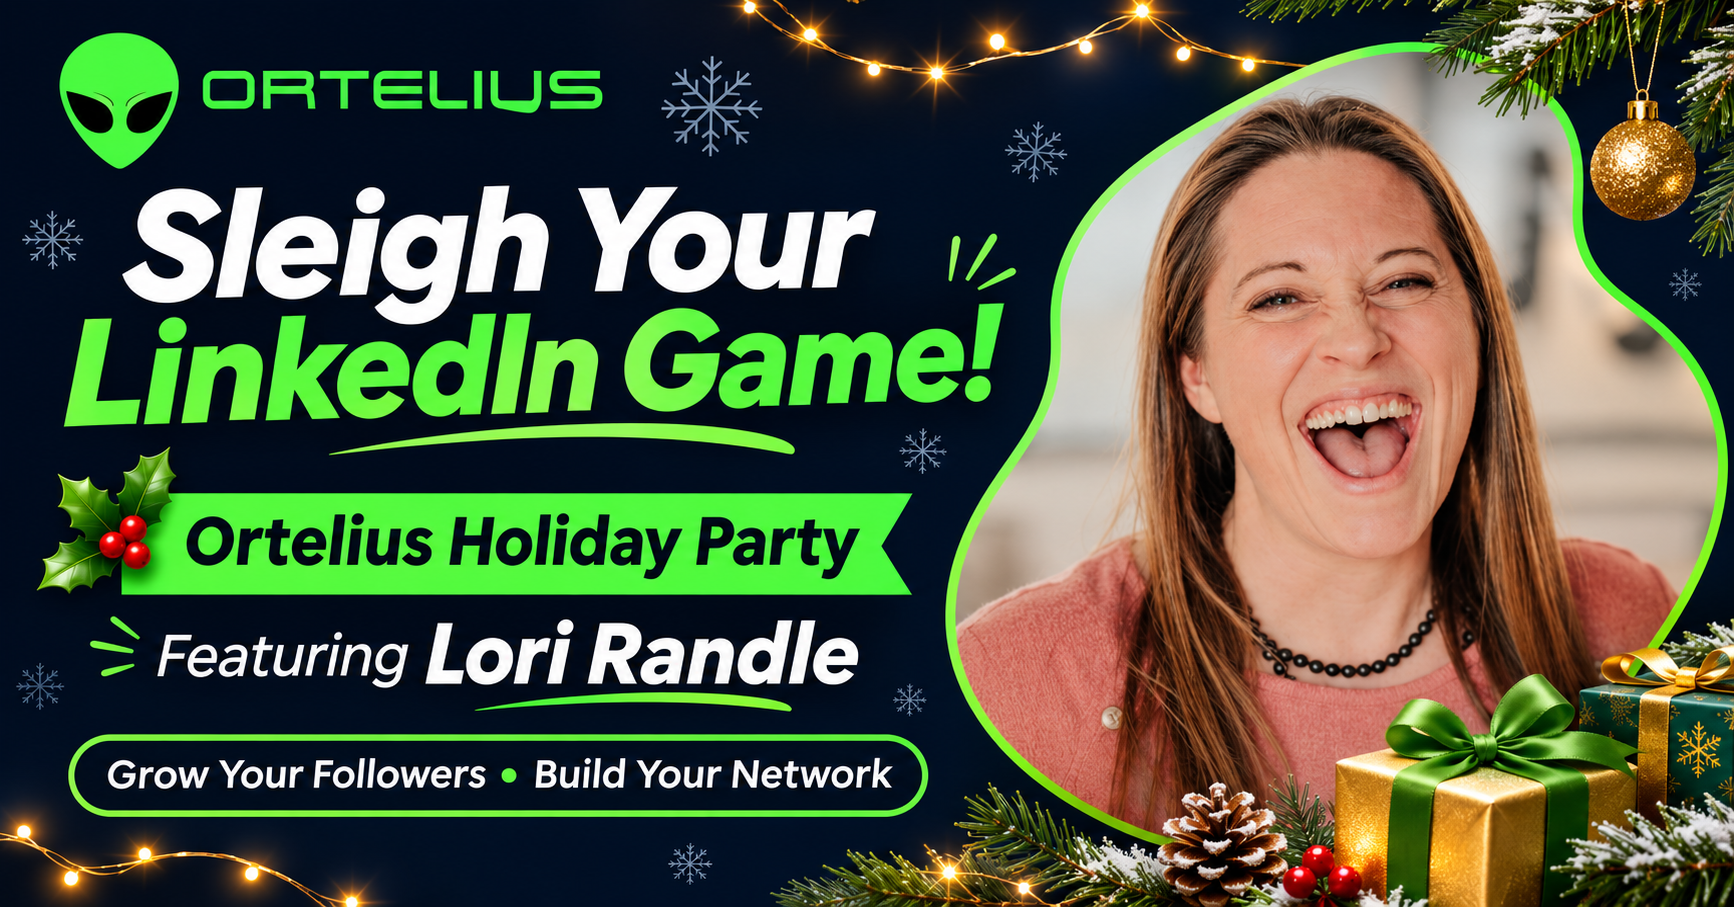 ORTELIUS
Sleigh Your
LinkedIn Game!
Ortelius Holiday Party
Featuring Lori Randle
Grow Your Followers • Build Your Network